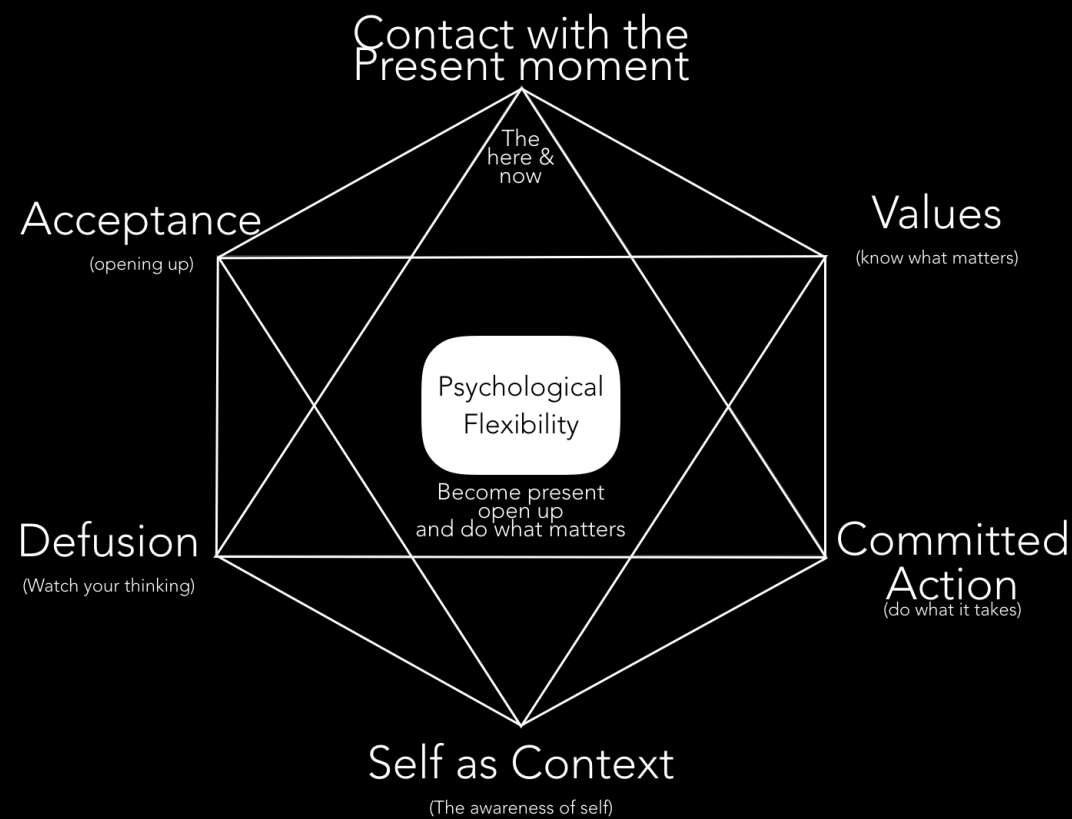 Contact with the
Present moment
The
here &
now
Acceptance
(opening up)
Values
(know what matters)
Psychological
Flexibility
Become present
open up
and do what matters
Defusion
(Watch your thinking)
Committed
Action
(do what it takes)
Self as Context
(The awareness of self)